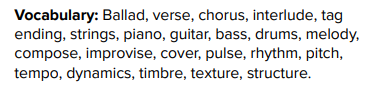 Vocabulary: Ballad, verse, chorus, interlude, tag
ending, strings, piano, guitar, bass, drums, melody,
compose, improvise, cover, pulse, rhythm, pitch,
tempo, dynamics, timbre, texture, structure.